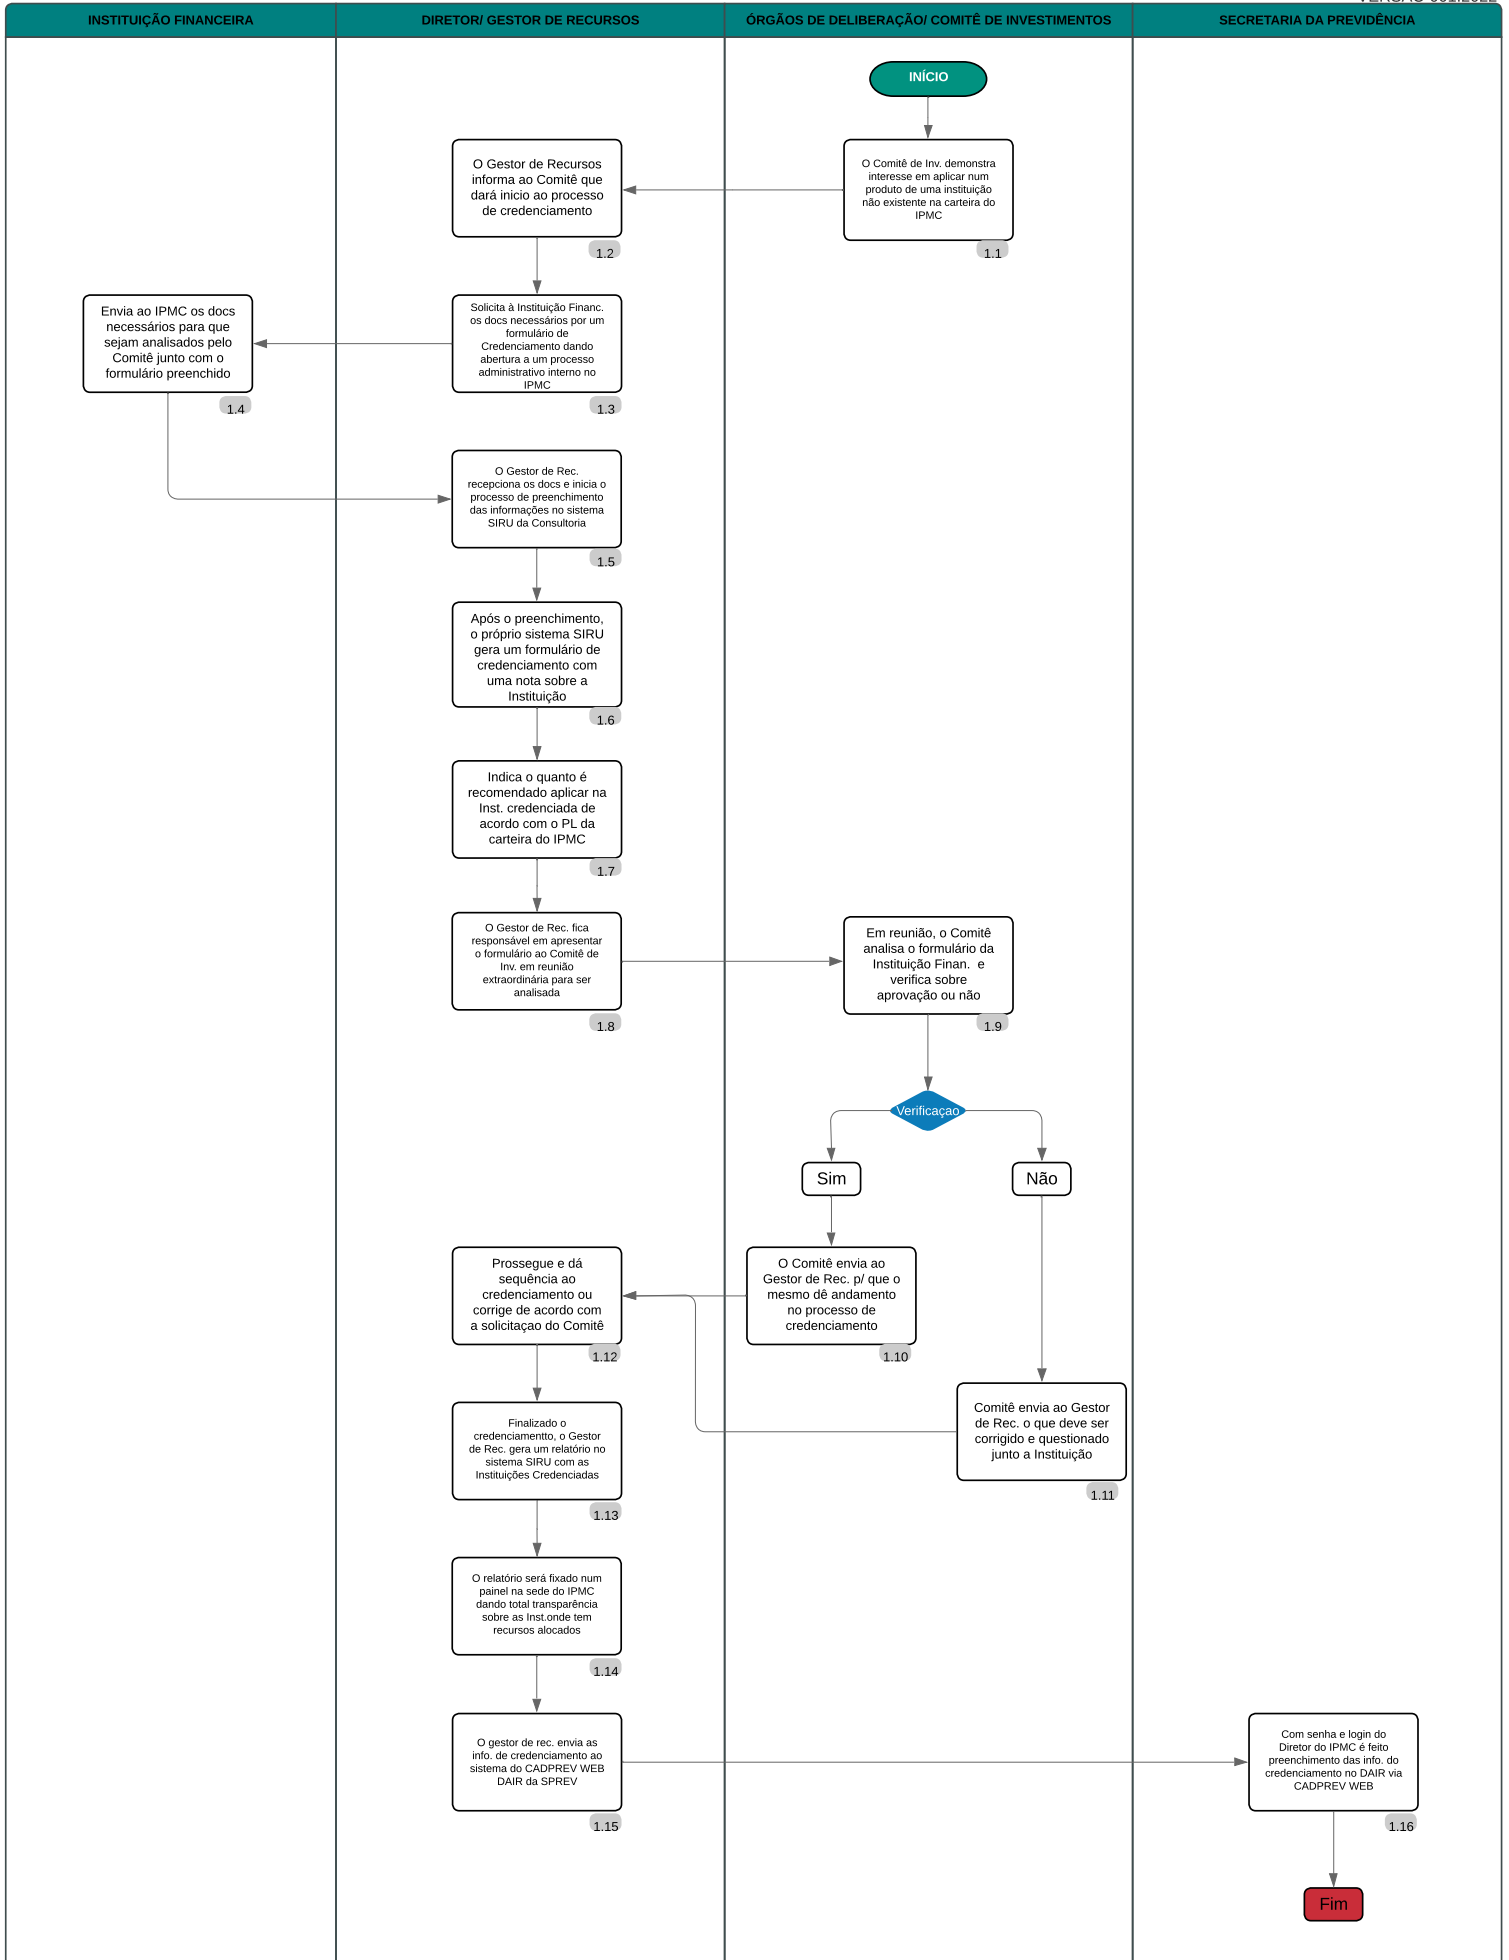 INSTITUIÇÃO FINANCEIRA
DIRETOR/ GESTOR DE RECURSOS
ÓRGÃOS DE DELIBERAÇÃO/ COMITÊ DE INVESTIMENTOS
SECRETARIA DA PREVIDÊNCIA
INÍCIO
O Comitê de Inv. demonstra
interesse em aplicar num
produto de uma instituição
não existente na carteira do
IPMC
1.1
O Gestor de Recursos
informa ao Comitê que
dará inicio ao processo
de credenciamento
1.2
Solicita à Instituição Financ.
os docs necessários por um
formulário de
Credenciamento dando
abertura a um processo
administrativo interno no
IPMC
1.3
Envia ao IPMC os docs
necessários para que
sejam analisados pelo
Comitê junto com o
formulário preenchido
1.4
O Gestor de Rec.
recepciona os docs e inicia o
processo de preenchimento
das informações no sistema
SIRU da Consultoria
1.5
Após o preenchimento,
o próprio sistema SIRU
gera um formulário de
credenciamento com
uma nota sobre a
Instituição
1.6
Indica o quanto é
recomendado aplicar na
Inst. credenciada de
acordo com o PL da
carteira do IPMC
1.7
O Gestor de Rec. fica
responsável em apresentar
o formulário ao Comitê de
Inv. em reunião
extraordinária para ser
analisada
1.8
Em reunião, o Comitê
analisa o formulário da
Instituição Finan.  e
verifica sobre
aprovação ou não
1.9
Verificaçao
Sim
Não
O Comitê envia ao
Gestor de Rec. p/ que o
mesmo dê andamento
no processo de
credenciamento
1.10
Comitê envia ao Gestor
de Rec. o que deve ser
corrigido e questionado
junto a Instituição
1.11
Prossegue e dá
sequência ao
credenciamento ou
corrige de acordo com
a solicitaçao do Comitê
1.12
Finalizado o
credenciamentto, o Gestor
de Rec. gera um relatório no
sistema SIRU com as
Instituições Credenciadas
1.13
O relatório será fixado num
painel na sede do IPMC
dando total transparência
sobre as Inst.onde tem
recursos alocados
1.14
O gestor de rec. envia as
info. de credenciamento ao
sistema do CADPREV WEB
DAIR da SPREV
1.15
Com senha e login do
Diretor do IPMC é feito
preenchimento das info. do
credenciamento no DAIR via
CADPREV WEB
1.16
Fim